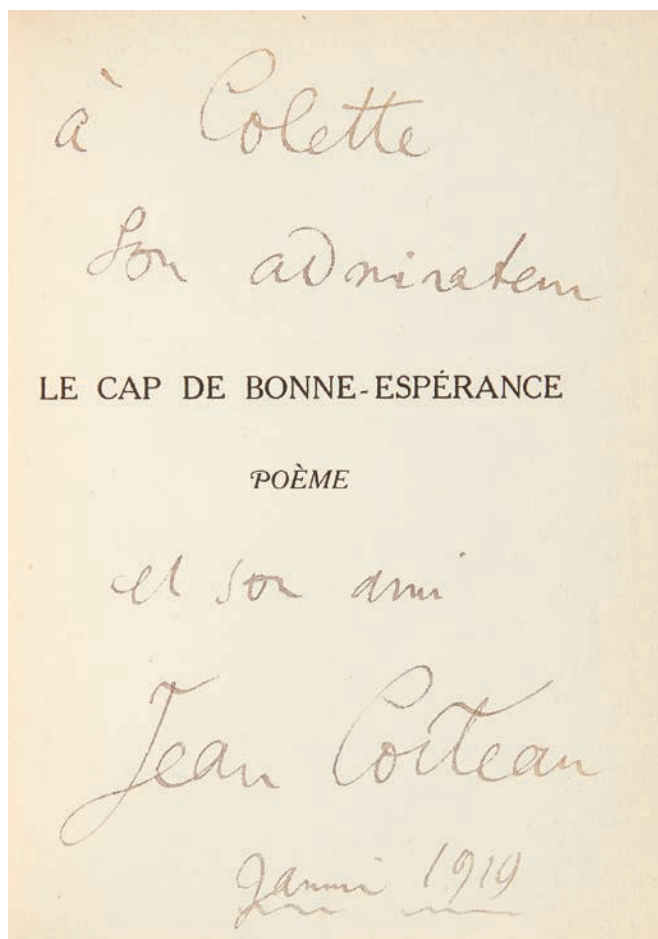 à Colette
son admirateur
LE CAP DE BONNE-ESPÉRANCE
POÈME
et son ami
Jean Cocteau
Janvier 1919